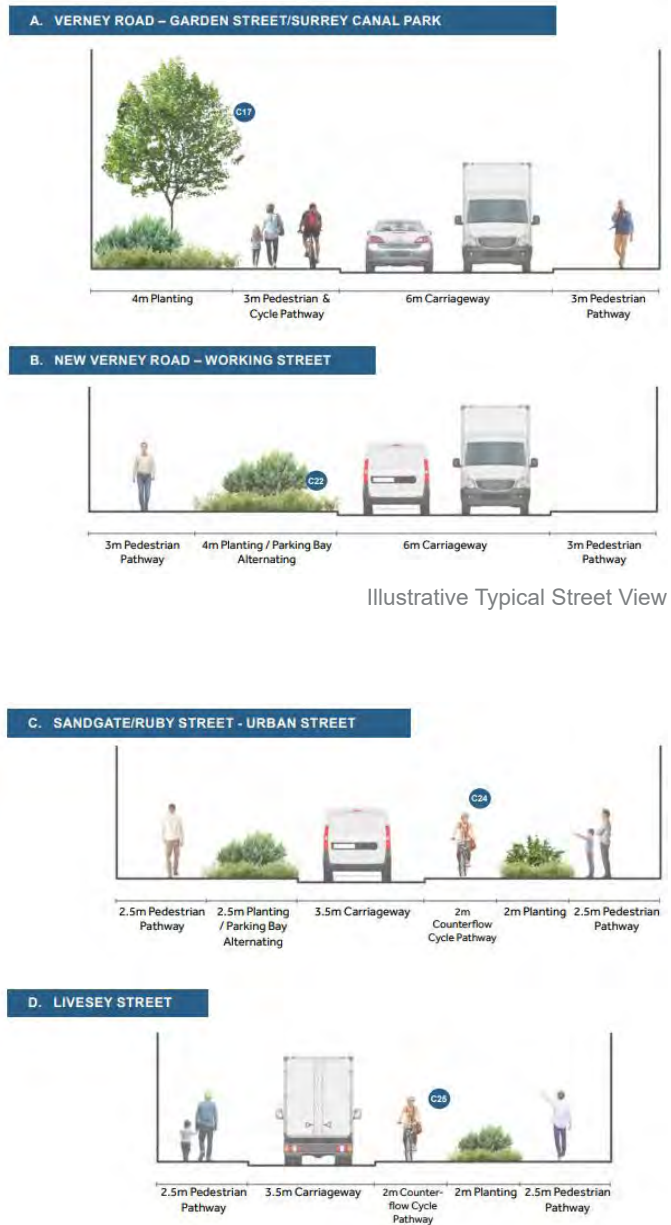 A. VERNEY ROAD – GARDEN STREET/SURREY CANAL PARK
C17
4m Planting
3m Pedestrian &
Cycle Pathway
6m Carriageway
3m Pedestrian
Pathway
B. NEW VERNEY ROAD – WORKING STREET
C22
3m Pedestrian
Pathway
4m Planting / Parking Bay
Alternating
6m Carriageway
3m Pedestrian
Pathway
Illustrative Typical Street View
C. SANDGATE/RUBY STREET - URBAN STREET
C24
2.5m Pedestrian
Pathway
2.5m Planting
/ Parking Bay
Alternating
3.5m Carriageway
2m
Counterflow
Cycle Pathway
2m Planting
2.5m Pedestrian
Pathway
D. LIVESEY STREET
C25
2.5m Pedestrian
Pathway
3.5m Carriageway
2m Counter-
flow Cycle
Pathway
2m Planting
2.5m Pedestrian
Pathway